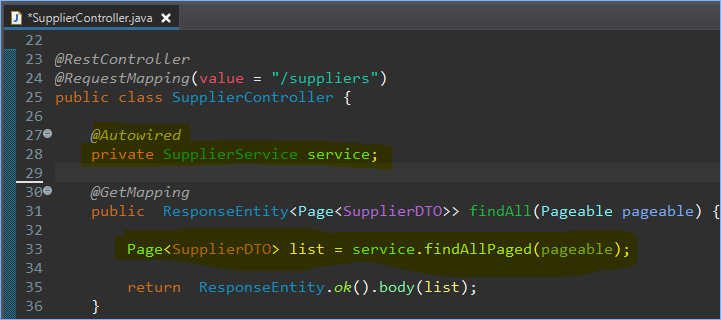 *SupplierController.java
22
23 @RestController
24 @RequestMapping(value = "/suppliers")
25 public class SupplierController {
26
27 @Autowired
28 private SupplierService service;
29
30 @GetMapping
31 public  ResponseEntity<Page<SupplierDTO>> findAll(Pageable pageable) {
32
33 Page<SupplierDTO> list = service.findAllPaged(pageable);
34
35 return  ResponseEntity.ok().body(list);
36 }